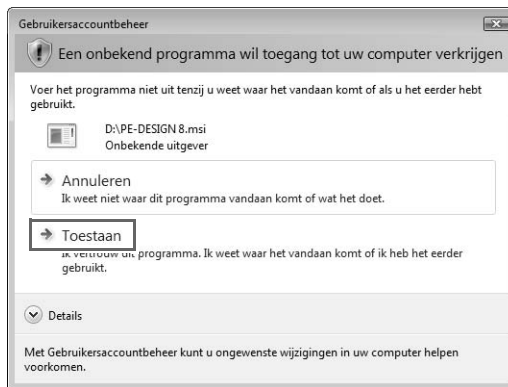 Gebruikersaccountbeheer
Een onbekend programma wil toegang tot uw computer verkrijgen
Voer het programma niet uit tenzij u weet waar het vandaan komt of als u het eerder hebt
gebruikt.
D:\PE-DESIGN 8.msi
Onbekende uitgever
Annuleren
Ik weet niet waar dit programma vandaan komt of wat het doet.
Toestaan
Ik vertrouw dit programma. Ik weet waar het vandaan komt of ik heb het eerder
gebruikt.
Details
Met Gebruikersaccountbeheer kunt u ongewenste wijzigingen in uw computer helpen
voorkomen.